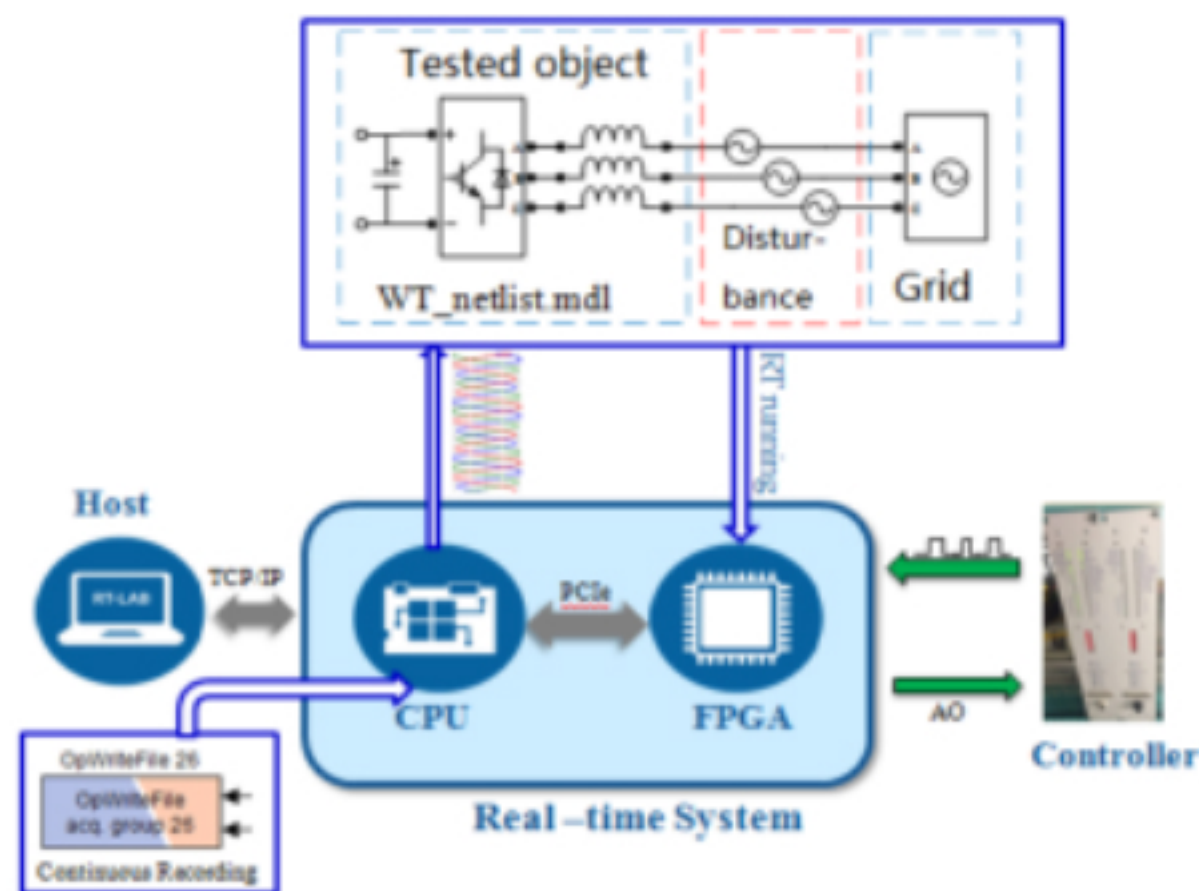 Tested object
A
B
C
WT_netlist.mdl
Distur-
bance
A
B
C
Grid
RT running
Host
RT-LAB
TCP/IP
PCIe
CPU
FPGA
AO
Controller
Real –time System
OpWriteFile 26
OpWriteFile
acq. group 26
Continuous Recording